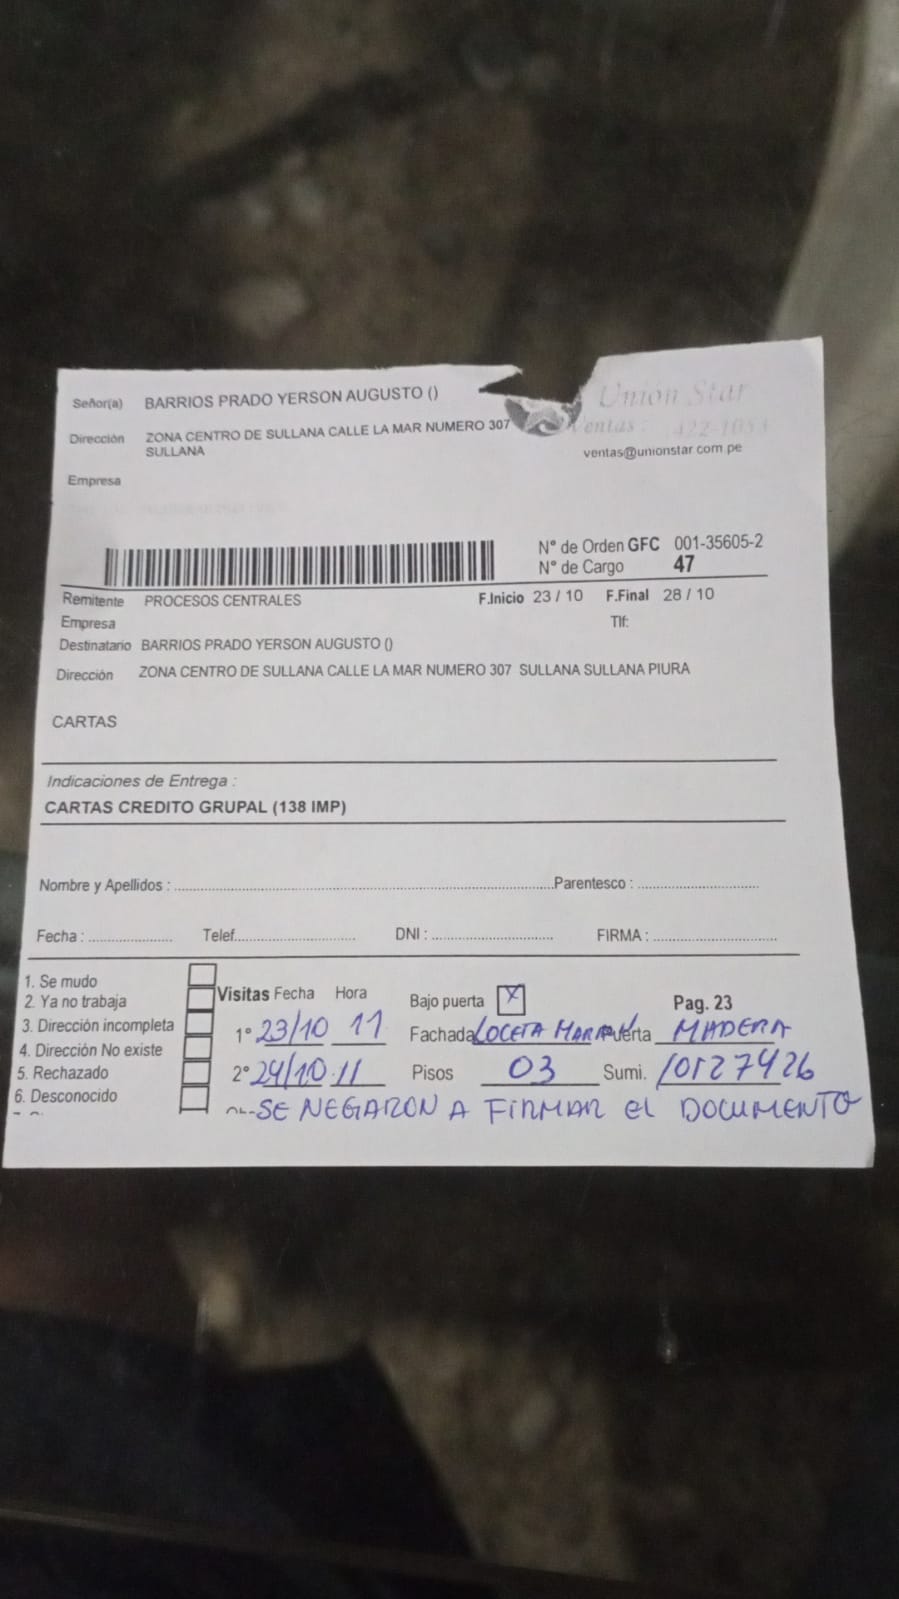 Señor(a) BARRIOS PRADO YERSON AUGUSTO ()
Unión Star
Dirección ZONA CENTRO DE SULLANA CALLE LA MAR NUMERO 307
SULLANA
Ventas :
ventas@unionstar.com.pe
Empresa
N° de Orden GFC 001-35605-2
N° de Cargo 47
Remitente PROCESOS CENTRALES F.Inicio 23 / 10 F.Final 28 / 10
Empresa Tlf:
Destinatario BARRIOS PRADO YERSON AUGUSTO ()
Dirección ZONA CENTRO DE SULLANA CALLE LA MAR NUMERO 307 SULLANA SULLANA PIURA
CARTAS
Indicaciones de Entrega :
CARTAS CREDITO GRUPAL (138 IMP)
Nombre y Apellidos : Parentesco :
Fecha : Telef. DNI : FIRMA :
1. Se mudo
2. Ya no trabaja
3. Dirección incompleta
4. Dirección No existe
5. Rechazado
6. Desconocido
Visitas Fecha Hora Bajo puerta X Pag. 23
1° 23/10 11 Fachada LOCETA Puerta MADERA
2° 24/10 11 Pisos 03 Sumi. 10127426
SE NEGARON A FIRMAR El DOCUMENTO